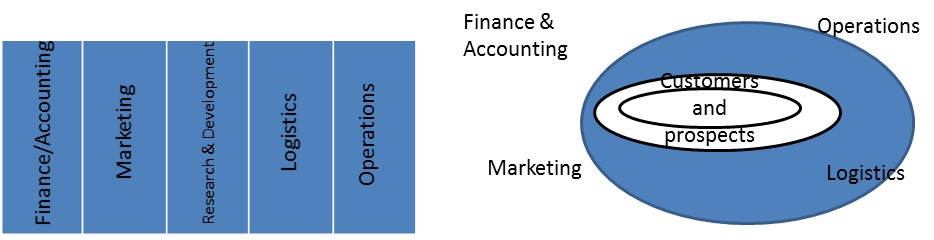 Finance/Accounting
Marketing
Research & Development
Logistics
Operations
Finance &
Accounting
Operations
Customers
and
prospects
Marketing
Logistics